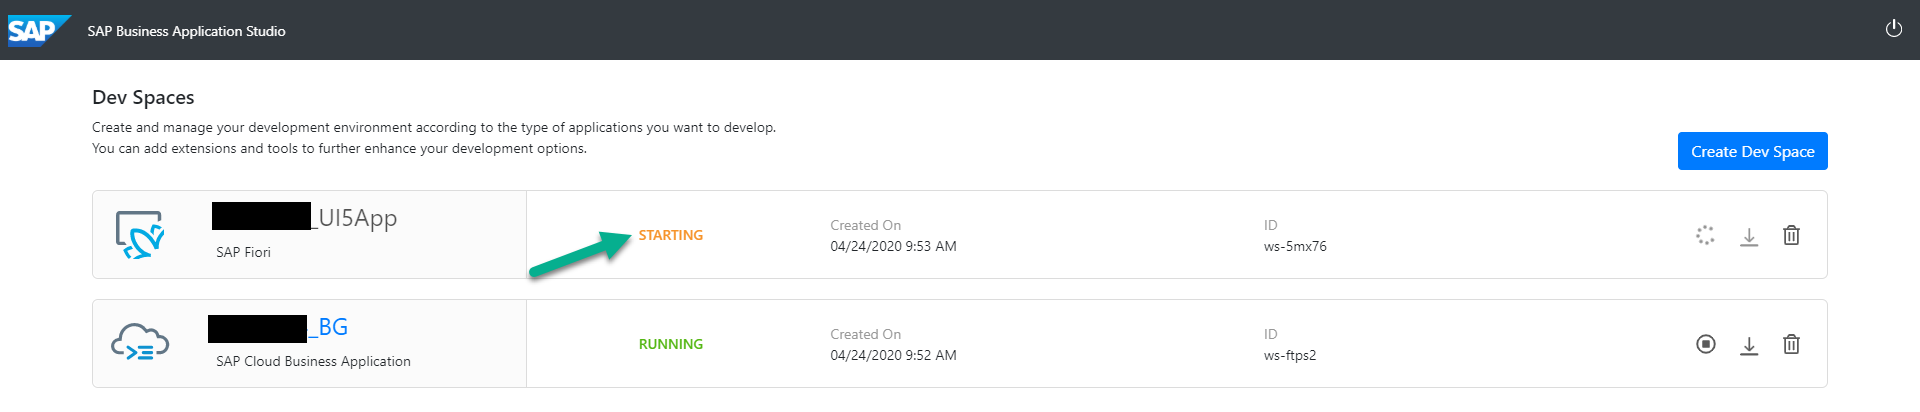 SAP SAP Business Application Studio
Dev Spaces
Create and manage your development environment according to the type of applications you want to develop.
You can add extensions and tools to further enhance your development options.
Create Dev Space
_UI5App
SAP Fiori
STARTING
Created On
04/24/2020 9:53 AM
ID
ws-5mx76
_BG
SAP Cloud Business Application
RUNNING
Created On
04/24/2020 9:52 AM
ID
ws-ftps2